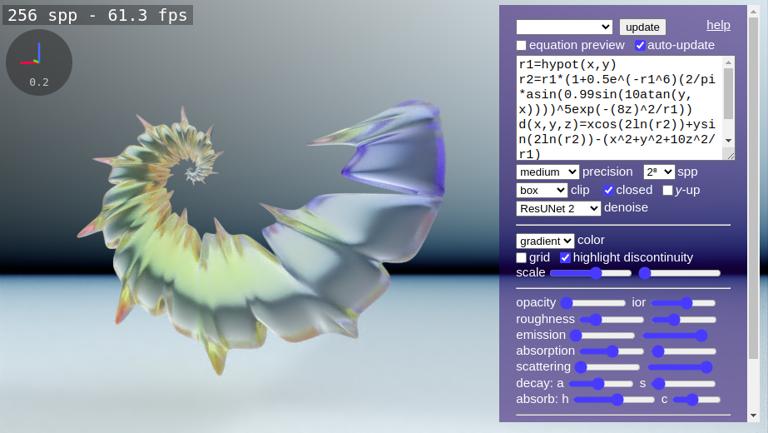 256 spp - 61.3 fps
0.2
update
help
equation preview
auto-update
r1=hypot(x,y)
r2=r1*(1+0.5e^(-r1^6)(2/pi
*asin(0.99sin(10atan(y,
x))))^5exp(-(8z)^2/r1))
d(x,y,z)=xcos(2ln(r2))+ysi
n(2ln(r2))-(x^2+y^2+10z^2/
r1)
medium precision 2⁸ spp
box clip closed y-up
ResUNet 2 denoise
gradient color
grid highlight discontinuity
scale
opacity ior
roughness
emission
absorption
scattering
decay: a s
absorb: h c